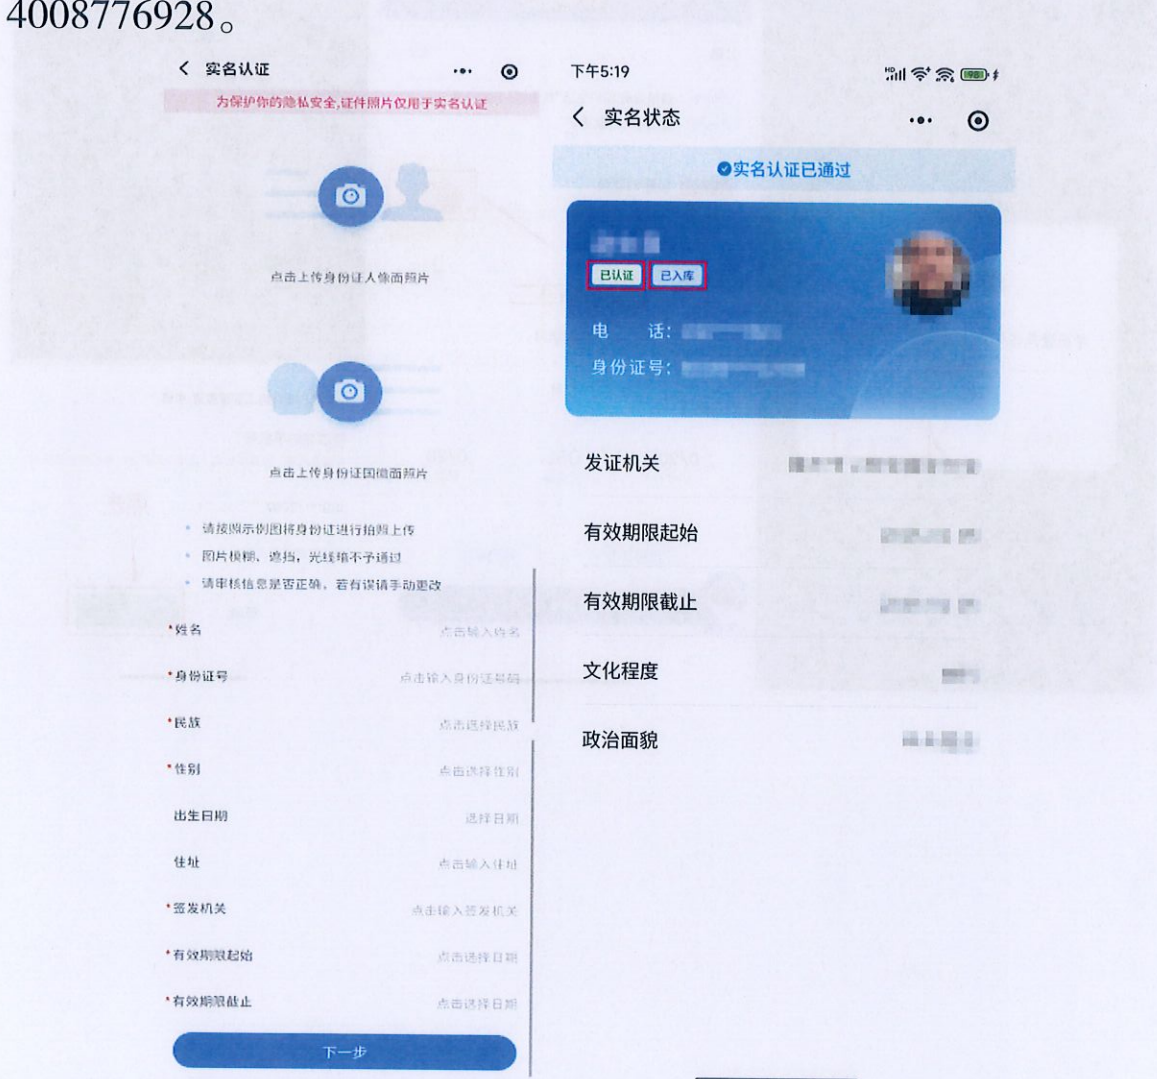 4008776928。
实名认证
为保护你的隐私安全,证件照片仅用于实名认证
点击上传身份证人像面照片
点击上传身份证国徽面照片
请按照示例图将身份证进行拍照上传
图片模糊、遮挡，光线暗不予通过
请审核信息是否正确，若有误请手动更改
*姓名 点击输入姓名
*身份证号 点击输入身份证号码
*民族 点击选择民族
*性别 点击选择性别
出生日期 选择日期
住址 点击输入住址
*签发机关 点击输入签发机关
*有效期限起始 点击选择日期
*有效期限截止 点击选择日期
下一步
下午5:19
实名状态
实名认证已通过
已认证 已入库
电 话：
身份证号：
发证机关
有效期限起始
有效期限截止
文化程度
政治面貌